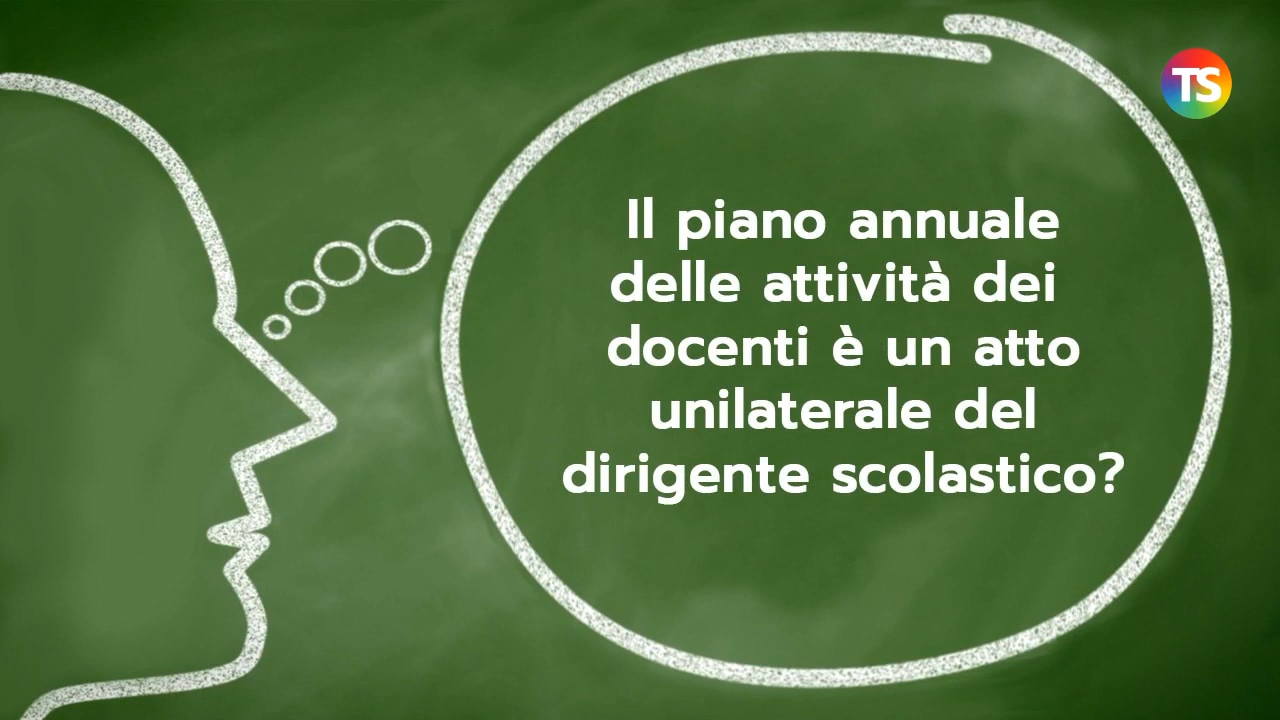 TS
Il piano annuale
delle attività dei
docenti è un atto
unilaterale del
dirigente scolastico?